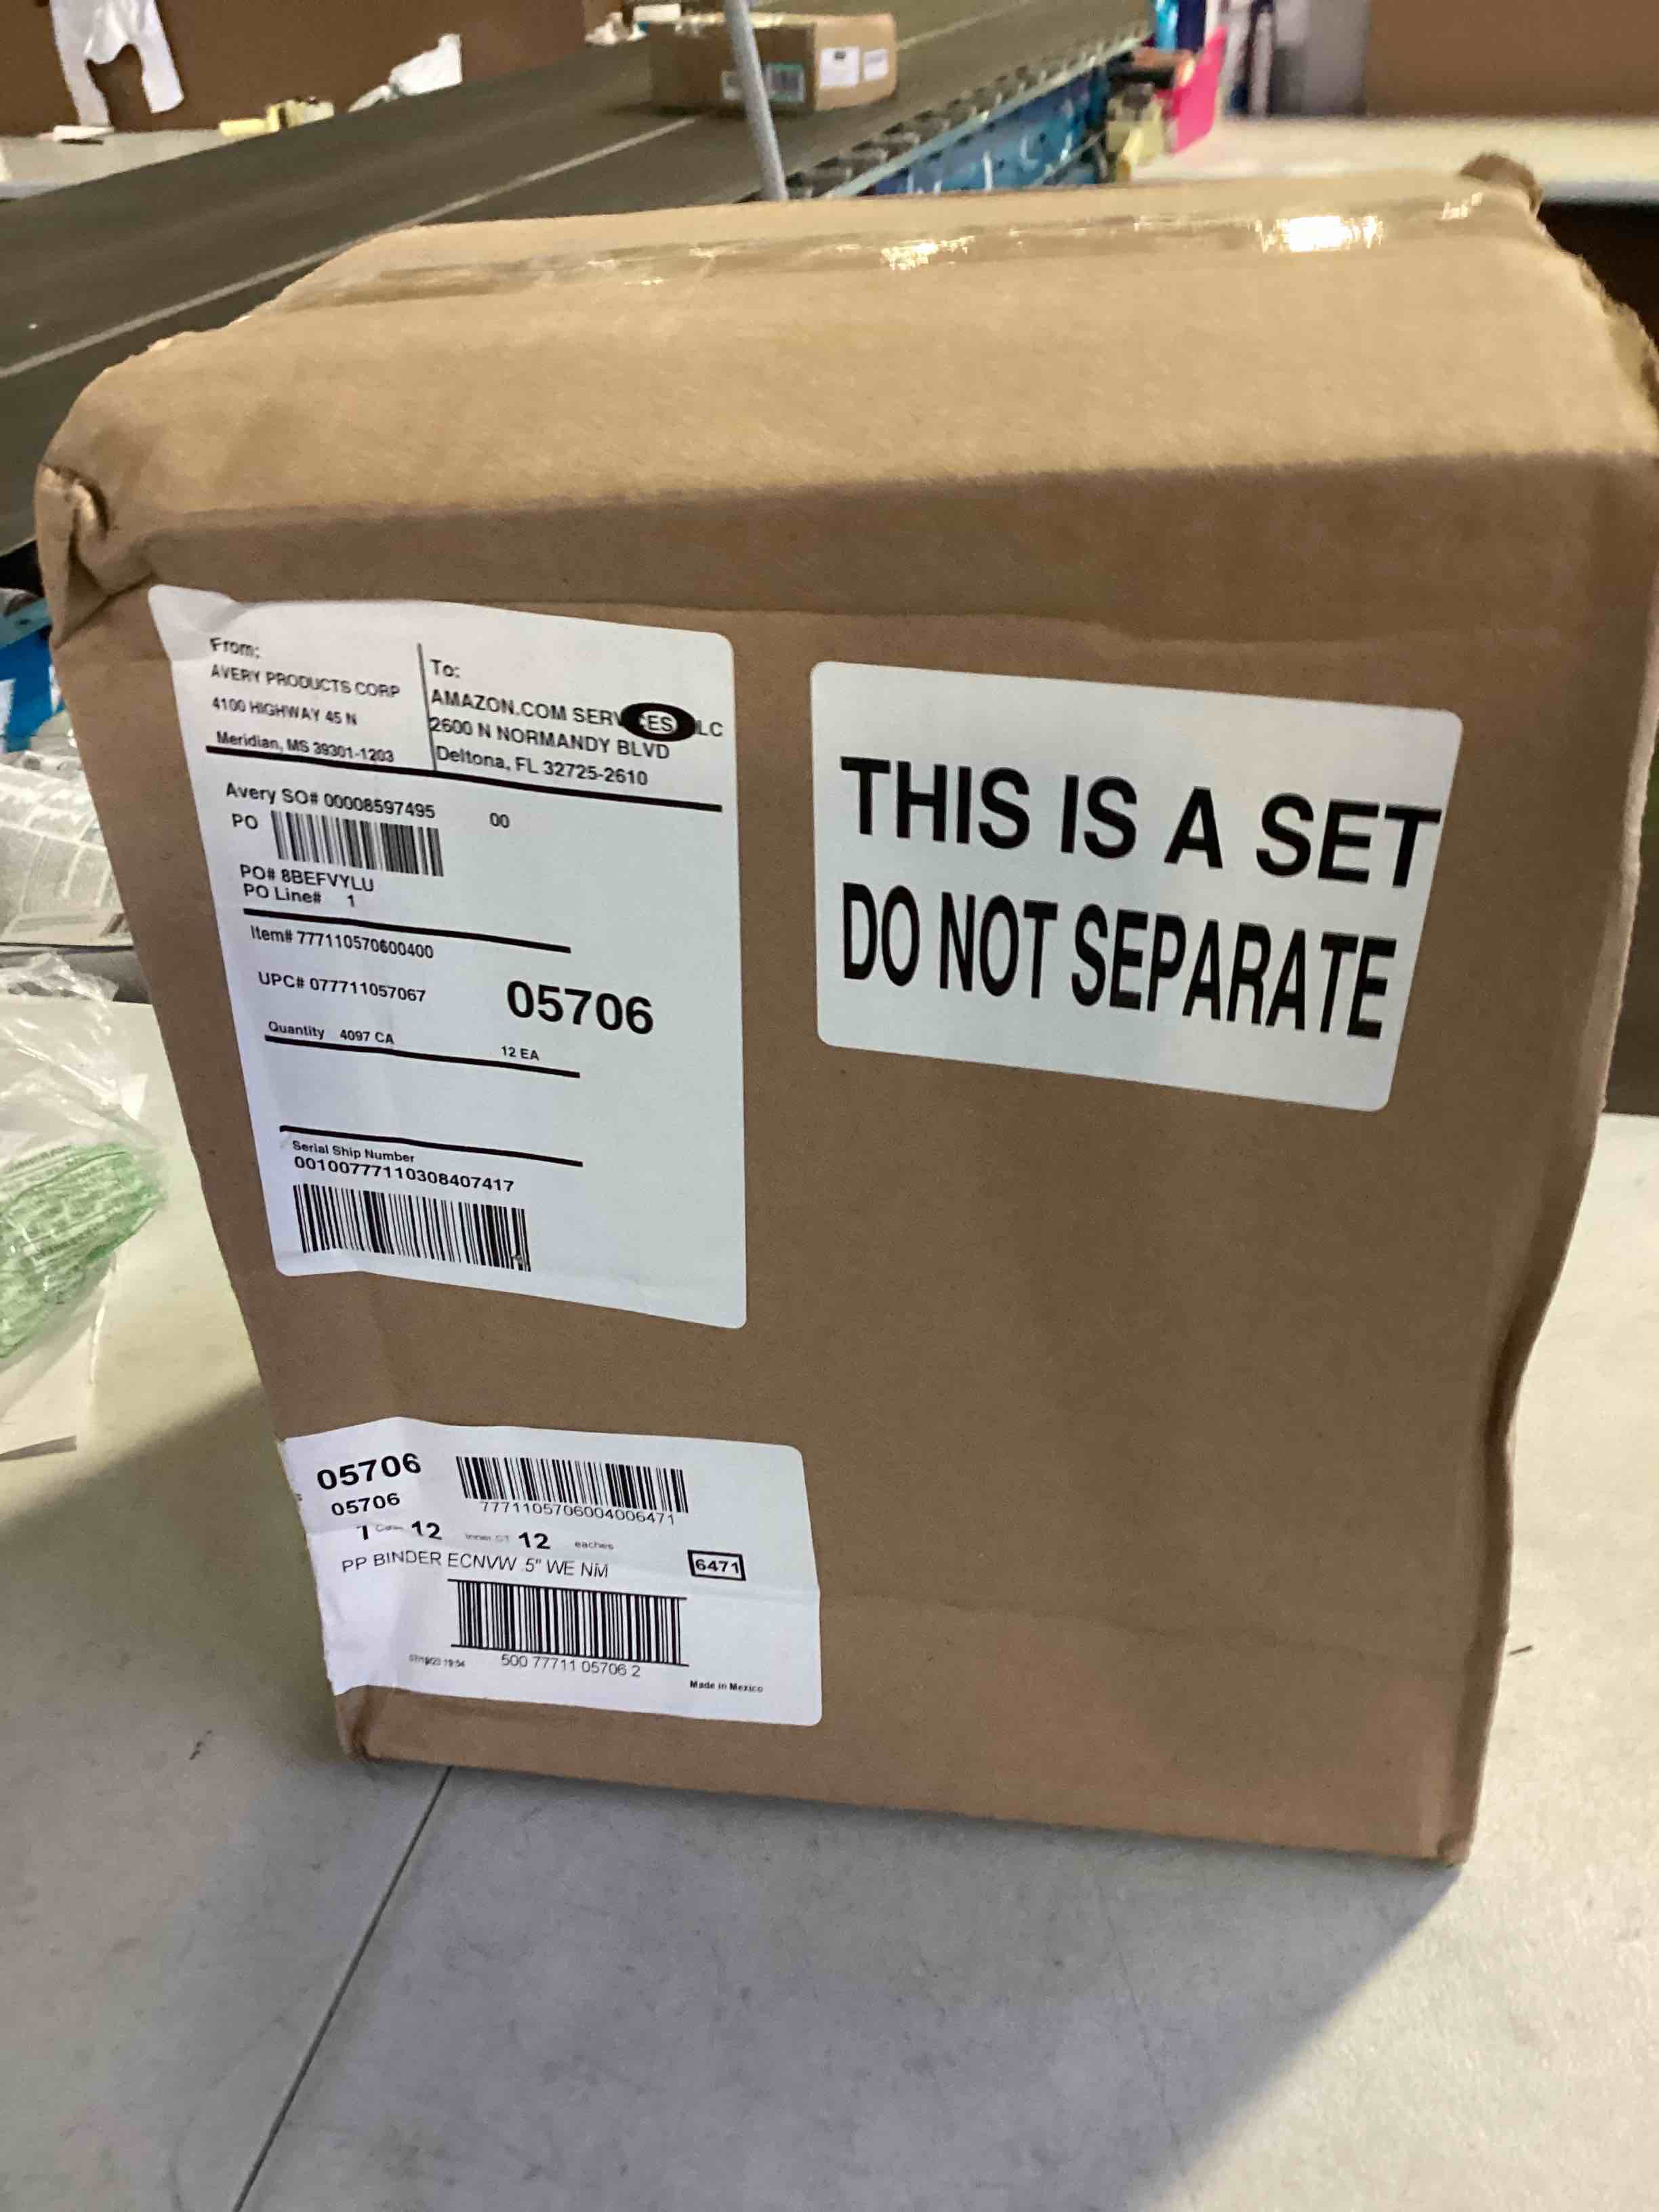 From:
AVERY PRODUCTS CORP
4100 HIGHWAY 45 N
Meridian, MS 39301-1203
To:
AMAZON.COM SERV ES LC
2600 N NORMANDY BLVD
Deltona, FL 32725-2610
Avery SO# 00008597495 00
PO
PO# 8BEFVYLU
PO Line# 1
Item# 777110570600400
UPC# 077711057067
05706
Quantity 4097 CA 12 EA
Serial Ship Number
00100777110308407417
THIS IS A SET
DO NOT SEPARATE
05706
05706
7771105706004006471
1 12 12 eaches
PP BINDER ECNVW .5" WE NM
6471
500 77711 05706 2
Made in Mexico